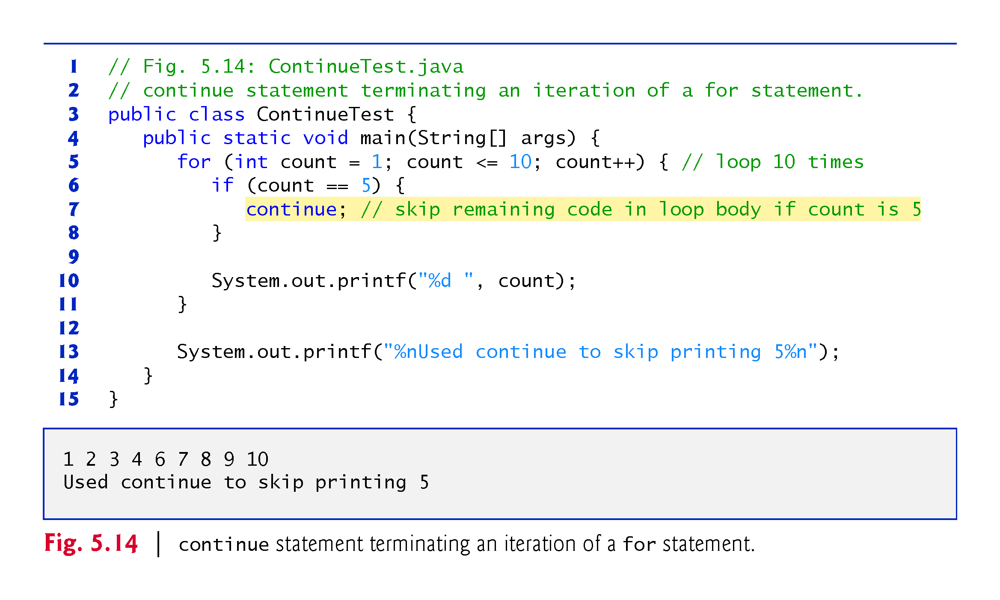 1 // Fig. 5.14: ContinueTest.java
2 // continue statement terminating an iteration of a for statement.
3 public class ContinueTest {
4    public static void main(String[] args) {
5       for (int count = 1; count <= 10; count++) { // loop 10 times
6          if (count == 5) {
7             continue; // skip remaining code in loop body if count is 5
8          }
9
10          System.out.printf("%d ", count);
11       }
12
13       System.out.printf("%nUsed continue to skip printing 5%n");
14    }
15 }
1 2 3 4 6 7 8 9 10
Used continue to skip printing 5
Fig. 5.14 | continue statement terminating an iteration of a for statement.